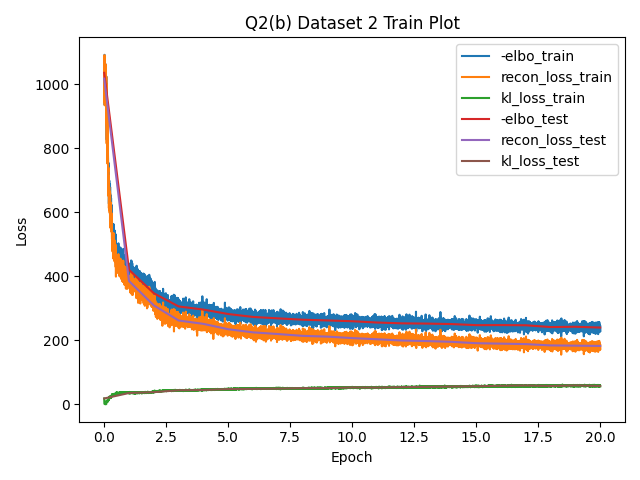 Q2(b) Dataset 2 Train Plot
-elbo_train
recon_loss_train
kl_loss_train
-elbo_test
recon_loss_test
kl_loss_test
Loss
1000
800
600
400
200
0
0.0 2.5 5.0 7.5 10.0 12.5 15.0 17.5 20.0
Epoch